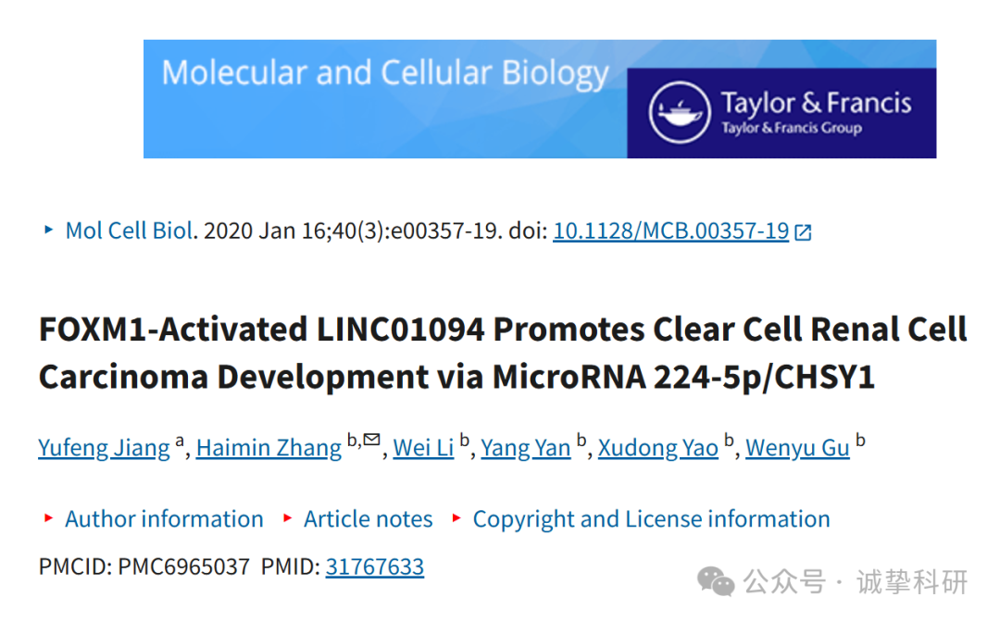 Molecular and Cellular Biology
Taylor & Francis
Taylor & Francis Group
Mol Cell Biol. 2020 Jan 16;40(3):e00357-19. doi: 10.1128/MCB.00357-19
FOXM1-Activated LINC01094 Promotes Clear Cell Renal Cell
Carcinoma Development via MicroRNA 224-5p/CHSY1
Yufeng Jiang a, Haimin Zhang b,✉, Wei Li b, Yang Yan b, Xudong Yao b, Wenyu Gu b
Author information Article notes Copyright and License information
PMCID: PMC6965037 PMID: 31767633
公众号 · 诚挚科研